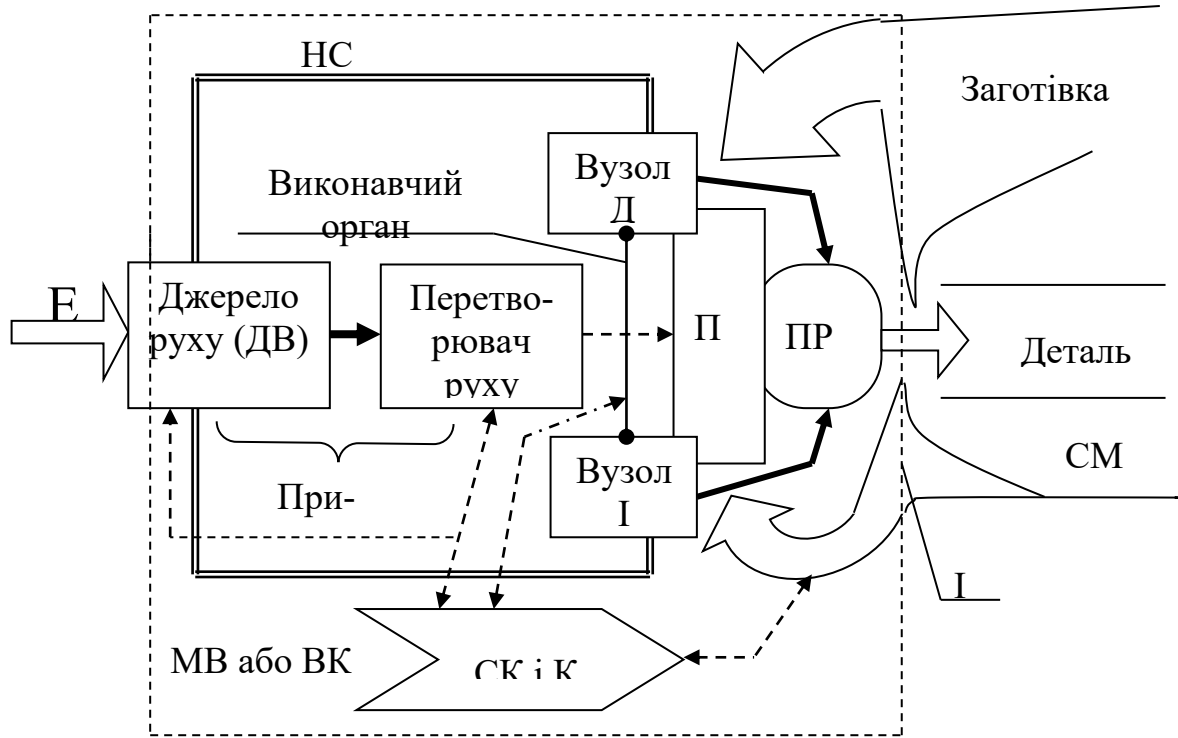 НС
Заготівка
Вузол
Д
Виконавчий
орган
Е
Джерело
руху (ДВ)
Перетво-
рювач
руху
П
ПР
Деталь
СМ
Вузол
І
При-
І
МВ або ВК
СК і К